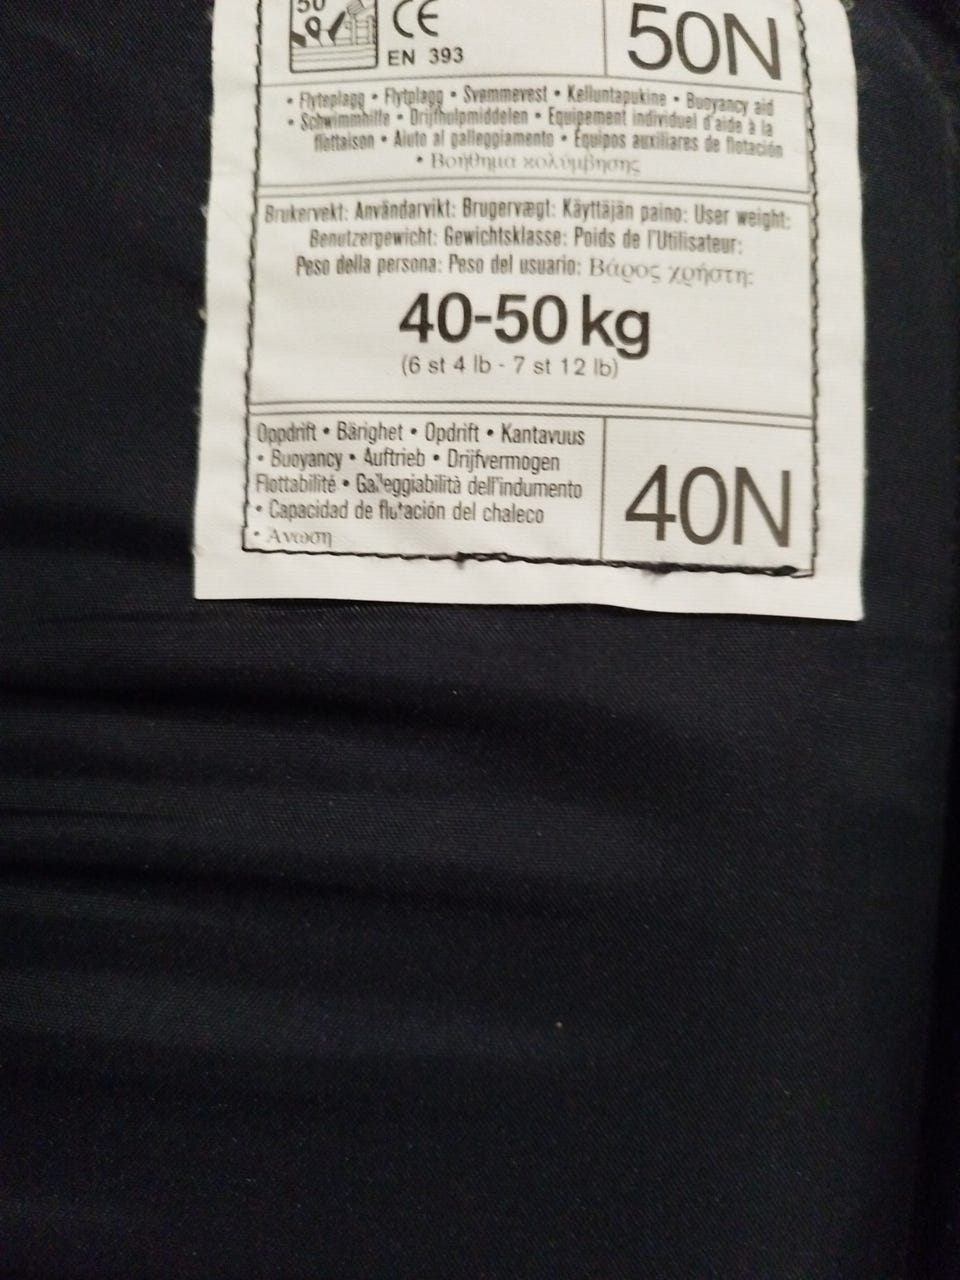 50
CE
EN 393
50N
• Flyteplagg • Flytplagg • Svømmevest • Kelluntapukine • Buoyancy aid
• Schwimmhilfe • Drijfhulpmiddelen • Equipement individuel d'aide à la
flottaison • Aiuto al galleggiamento • Equipos auxiliares de flotación
• Βοήθημα κολύμβησης
Brukervekt: Användarvikt: Brugervægt: Käyttäjän paino: User weight:
Benutzergewicht: Gewichtsklasse: Poids de l'Utilisateur:
Peso della persona: Peso del usuario: Βάρος χρήστη:
40-50 kg
(6 st 4 lb - 7 st 12 lb)
Oppdrift • Bärighet • Opdrift • Kantavuus
• Buoyancy • Auftrieb • Drijfvermogen
Flottabilité • Galleggiabilità dell'indumento
• Capacidad de flotación del chaleco
• Άνωση
40N